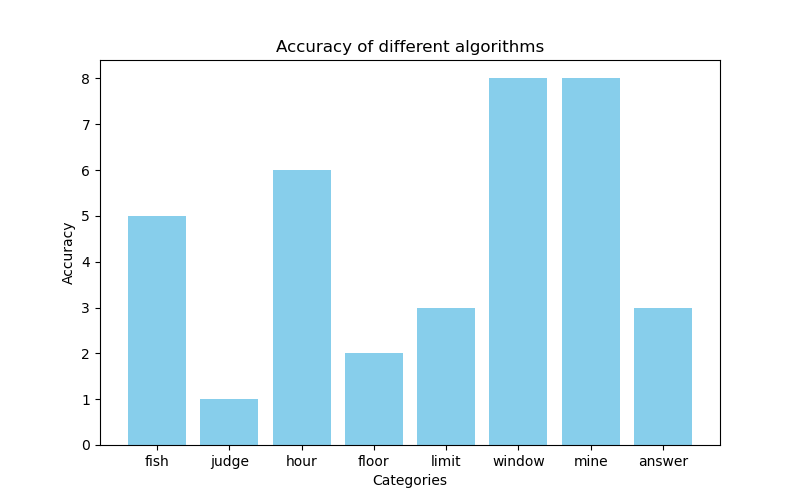 Accuracy of different algorithms
Accuracy
8
7
6
5
4
3
2
1
0
fish judge hour floor limit window mine answer
Categories